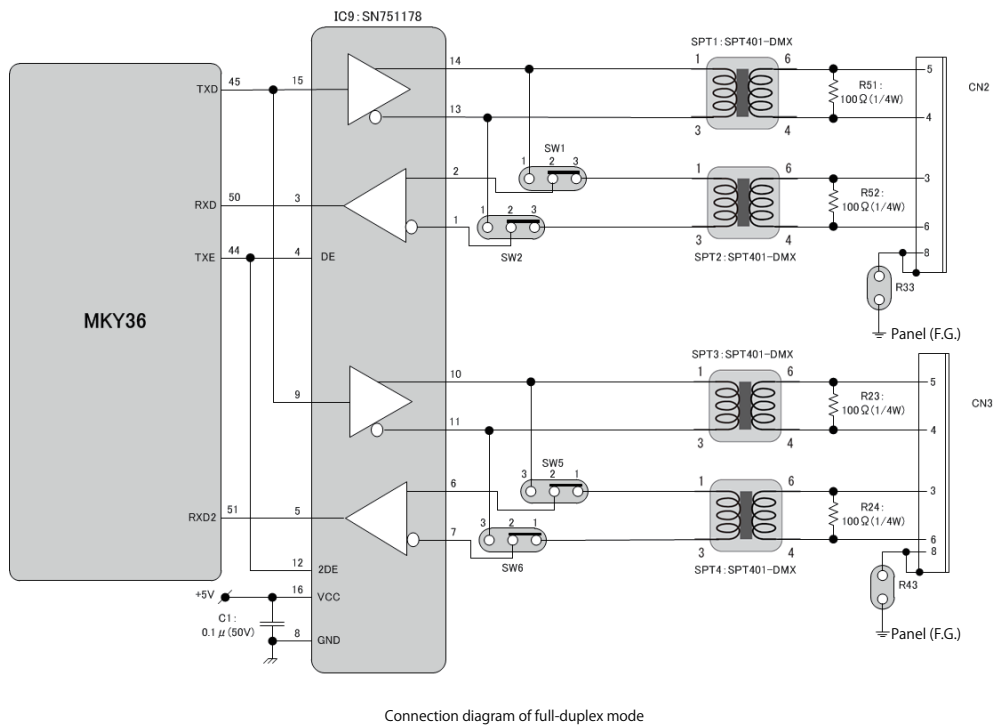 IC9：SN751178
MKY36
TXD 45 15
RXD 50 3
TXE 44 4 DE
9
RXD2 51 5
12 2DE
+5V 16 VCC
C1：
0.1μ(50V)
8 GND
14
13
2
1
SW1
1 2 3
1 2 3
SW2
SPT1：SPT401-DMX
1 6
3 4
1 6
3 4
SPT2：SPT401-DMX
R51：
100Ω(1/4W)
R52：
100Ω(1/4W)
5
4
3
6
8
CN2
R33
Panel (F.G.)
10
11
6
7
SW5
3 2 1
3 2 1
SW6
SPT3：SPT401-DMX
1 6
3 4
1 6
3 4
SPT4：SPT401-DMX
R23：
100Ω(1/4W)
R24：
100Ω(1/4W)
5
4
3
6
8
CN3
R43
Panel (F.G.)
Connection diagram of full-duplex mode